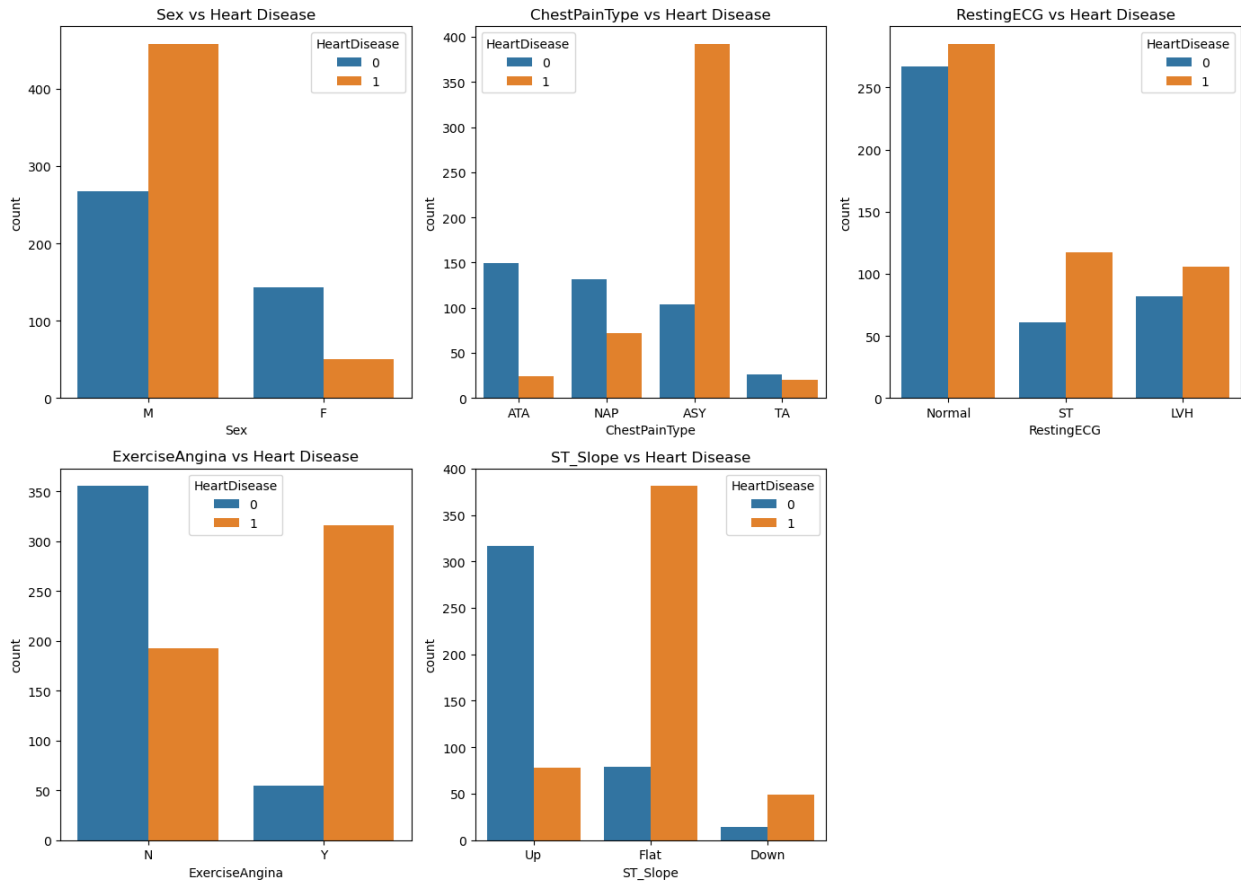 Sex vs Heart Disease
HeartDisease
0
1
400
300
200
100
0
count
M F
Sex
ChestPainType vs Heart Disease
HeartDisease
0
1
400
350
300
250
200
150
100
50
0
count
ATA NAP ASY TA
ChestPainType
RestingECG vs Heart Disease
HeartDisease
0
1
250
200
150
100
50
0
count
Normal ST LVH
RestingECG
ExerciseAngina vs Heart Disease
HeartDisease
0
1
350
300
250
200
150
100
50
0
count
N Y
ExerciseAngina
ST_Slope vs Heart Disease
HeartDisease
0
1
400
350
300
250
200
150
100
50
0
count
Up Flat Down
ST_Slope